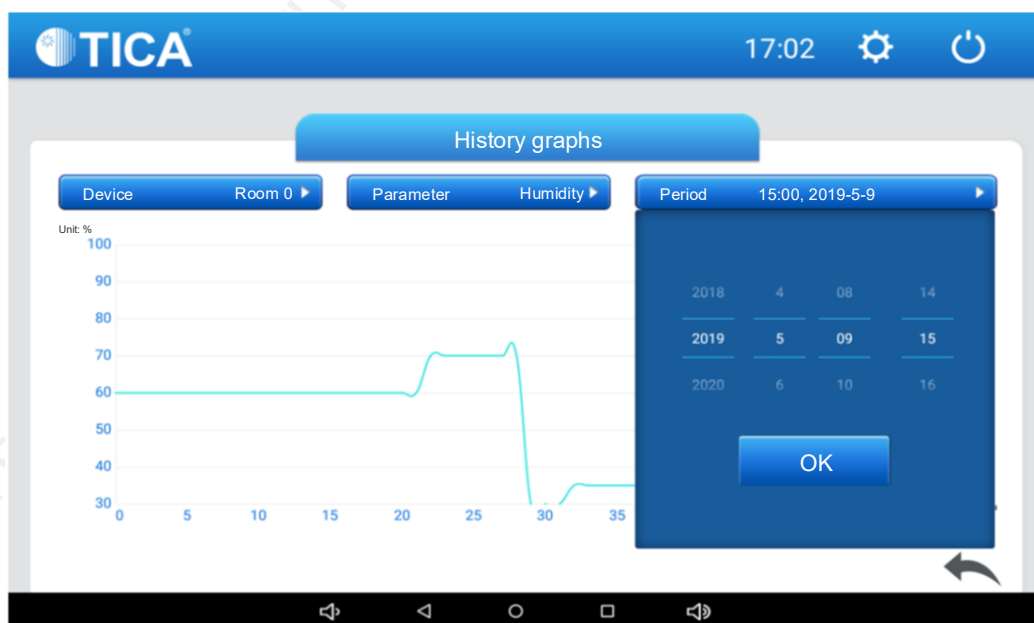 TICA®
17:02
History graphs
Device Room 0
Parameter Humidity
Period 15:00, 2019-5-9
Unit: %
100
90
80
70
60
50
40
30
0 5 10 15 20 25 30 35
2018 4 08 14
2019 5 09 15
2020 6 10 16
OK